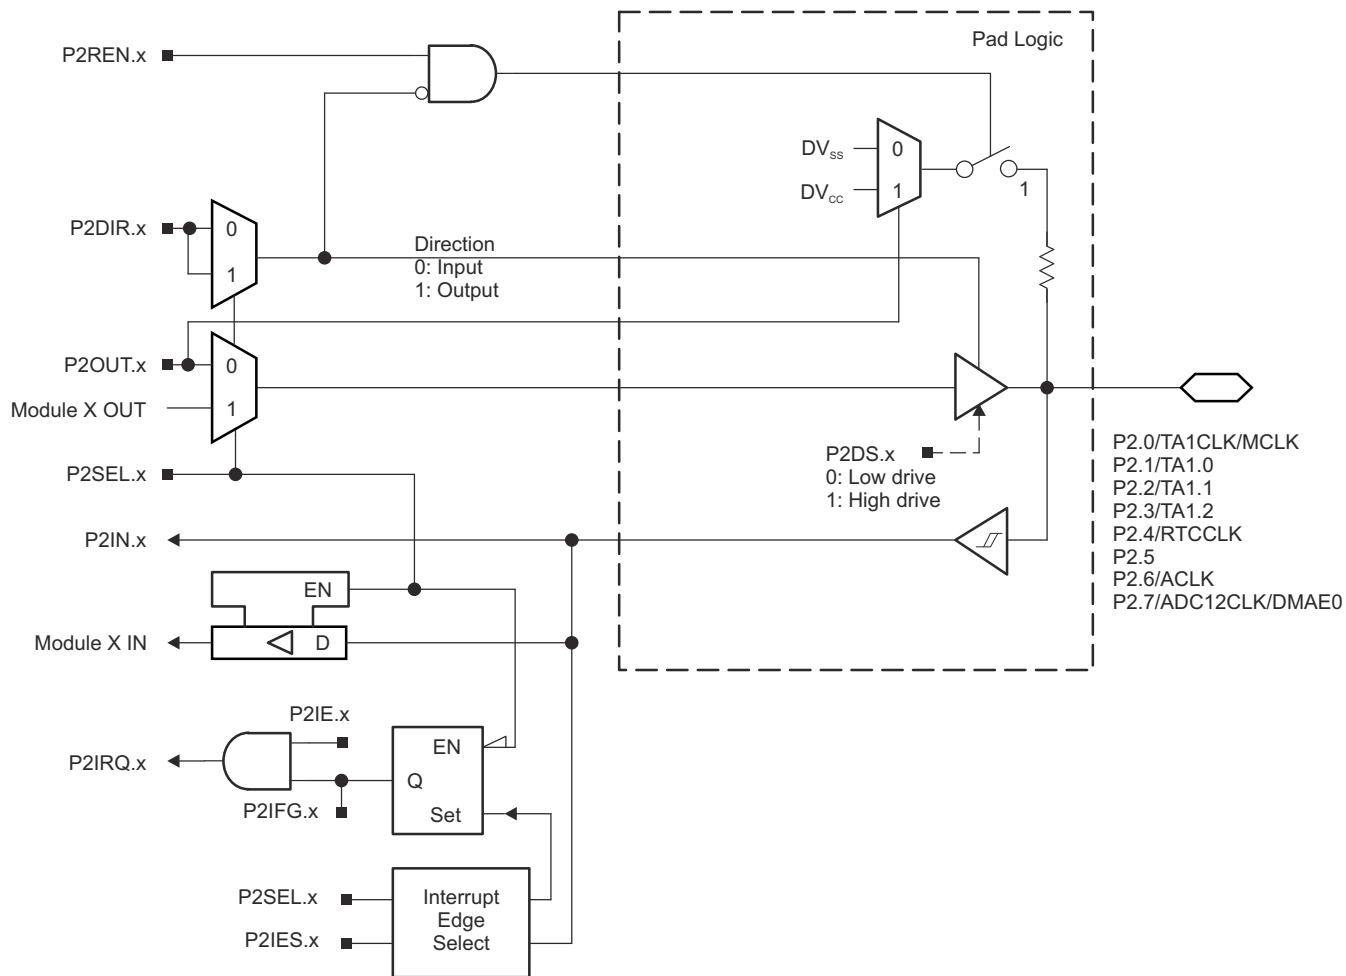 Pad Logic
P2REN.x
DVSS
0
DVCC
1
1
P2DIR.x
0
1
Direction
0: Input
1: Output
P2OUT.x
0
Module X OUT
1
P2SEL.x
P2DS.x
0: Low drive
1: High drive
P2.0/TA1CLK/MCLK
P2.1/TA1.0
P2.2/TA1.1
P2.3/TA1.2
P2.4/RTCCLK
P2.5
P2.6/ACLK
P2.7/ADC12CLK/DMAE0
P2IN.x
EN
Module X IN
D
P2IE.x
P2IRQ.x
EN
Q
P2IFG.x
Set
P2SEL.x
P2IES.x
Interrupt
Edge
Select